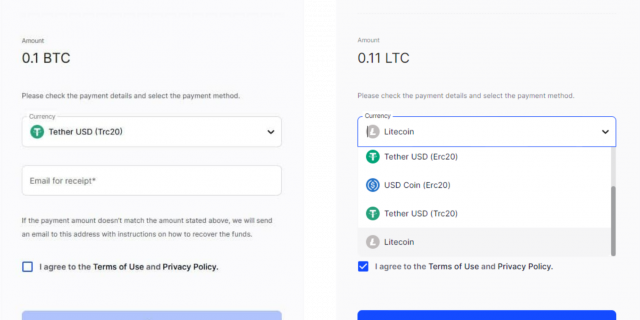 Amount
0.1 BTC
Please check the payment details and select the payment method.
Currency
Tether USD (Trc20)
Email for receipt*
If the payment amount doesn't match the amount stated above, we will send
an email to this address with instructions on how to recover the funds.
I agree to the Terms of Use and Privacy Policy.
Amount
0.11 LTC
Please check the payment details and select the payment method.
Currency
Litecoin
Tether USD (Erc20)
USD Coin (Erc20)
Tether USD (Trc20)
Litecoin
I agree to the Terms of Use and Privacy Policy.